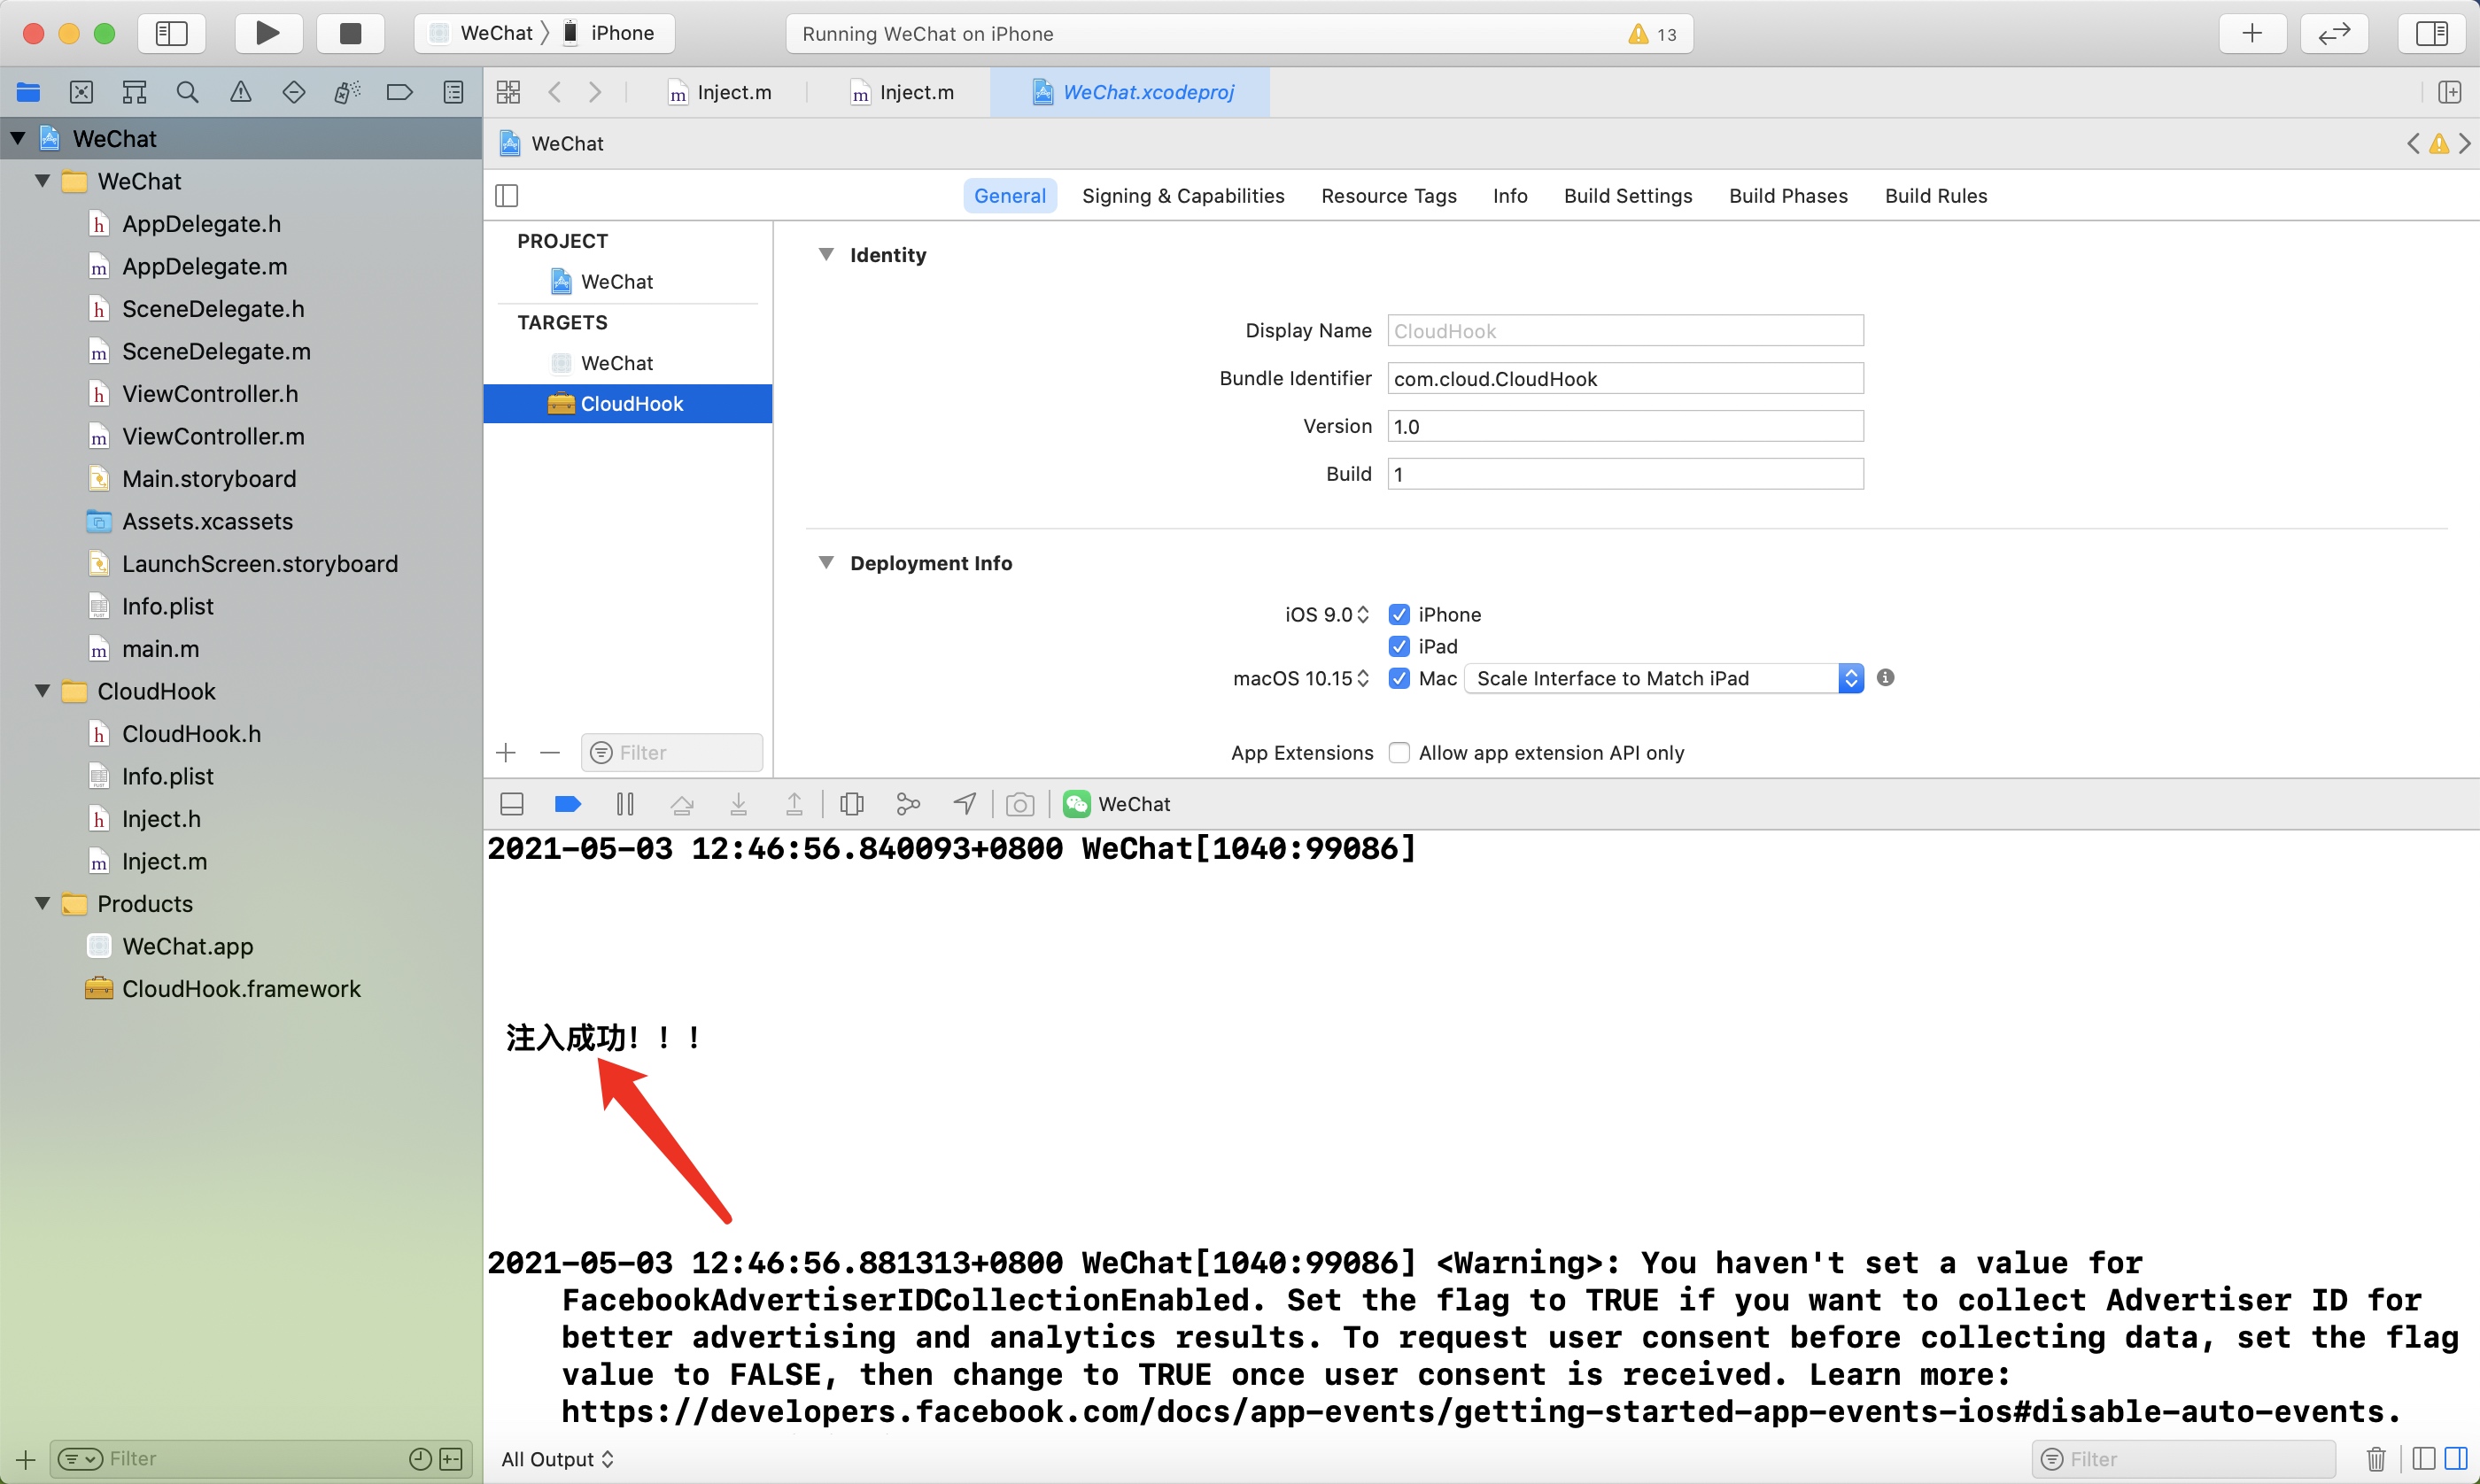 WeChat 〉 iPhone
Running WeChat on iPhone
13
Inject.m
Inject.m
WeChat.xcodeproj
WeChat
WeChat
General
Signing & Capabilities
Resource Tags
Info
Build Settings
Build Phases
Build Rules
WeChat
AppDelegate.h
AppDelegate.m
SceneDelegate.h
SceneDelegate.m
ViewController.h
ViewController.m
Main.storyboard
Assets.xcassets
LaunchScreen.storyboard
Info.plist
main.m
CloudHook
CloudHook.h
Info.plist
Inject.h
Inject.m
Products
WeChat.app
CloudHook.framework
Filter
PROJECT
WeChat
TARGETS
WeChat
CloudHook
Filter
Identity
Display Name CloudHook
Bundle Identifier com.cloud.CloudHook
Version 1.0
Build 1
Deployment Info
iOS 9.0 iPhone
iPad
macOS 10.15 Mac Scale Interface to Match iPad
App Extensions Allow app extension API only
WeChat
2021-05-03 12:46:56.840093+0800 WeChat[1040:99086]
注入成功！！！
2021-05-03 12:46:56.881313+0800 WeChat[1040:99086] <Warning>: You haven't set a value for
FacebookAdvertiserIDCollectionEnabled. Set the flag to TRUE if you want to collect Advertiser ID for
better advertising and analytics results. To request user consent before collecting data, set the flag
value to FALSE, then change to TRUE once user consent is received. Learn more:
https://developers.facebook.com/docs/app-events/getting-started-app-events-ios#disable-auto-events.
All Output
Filter